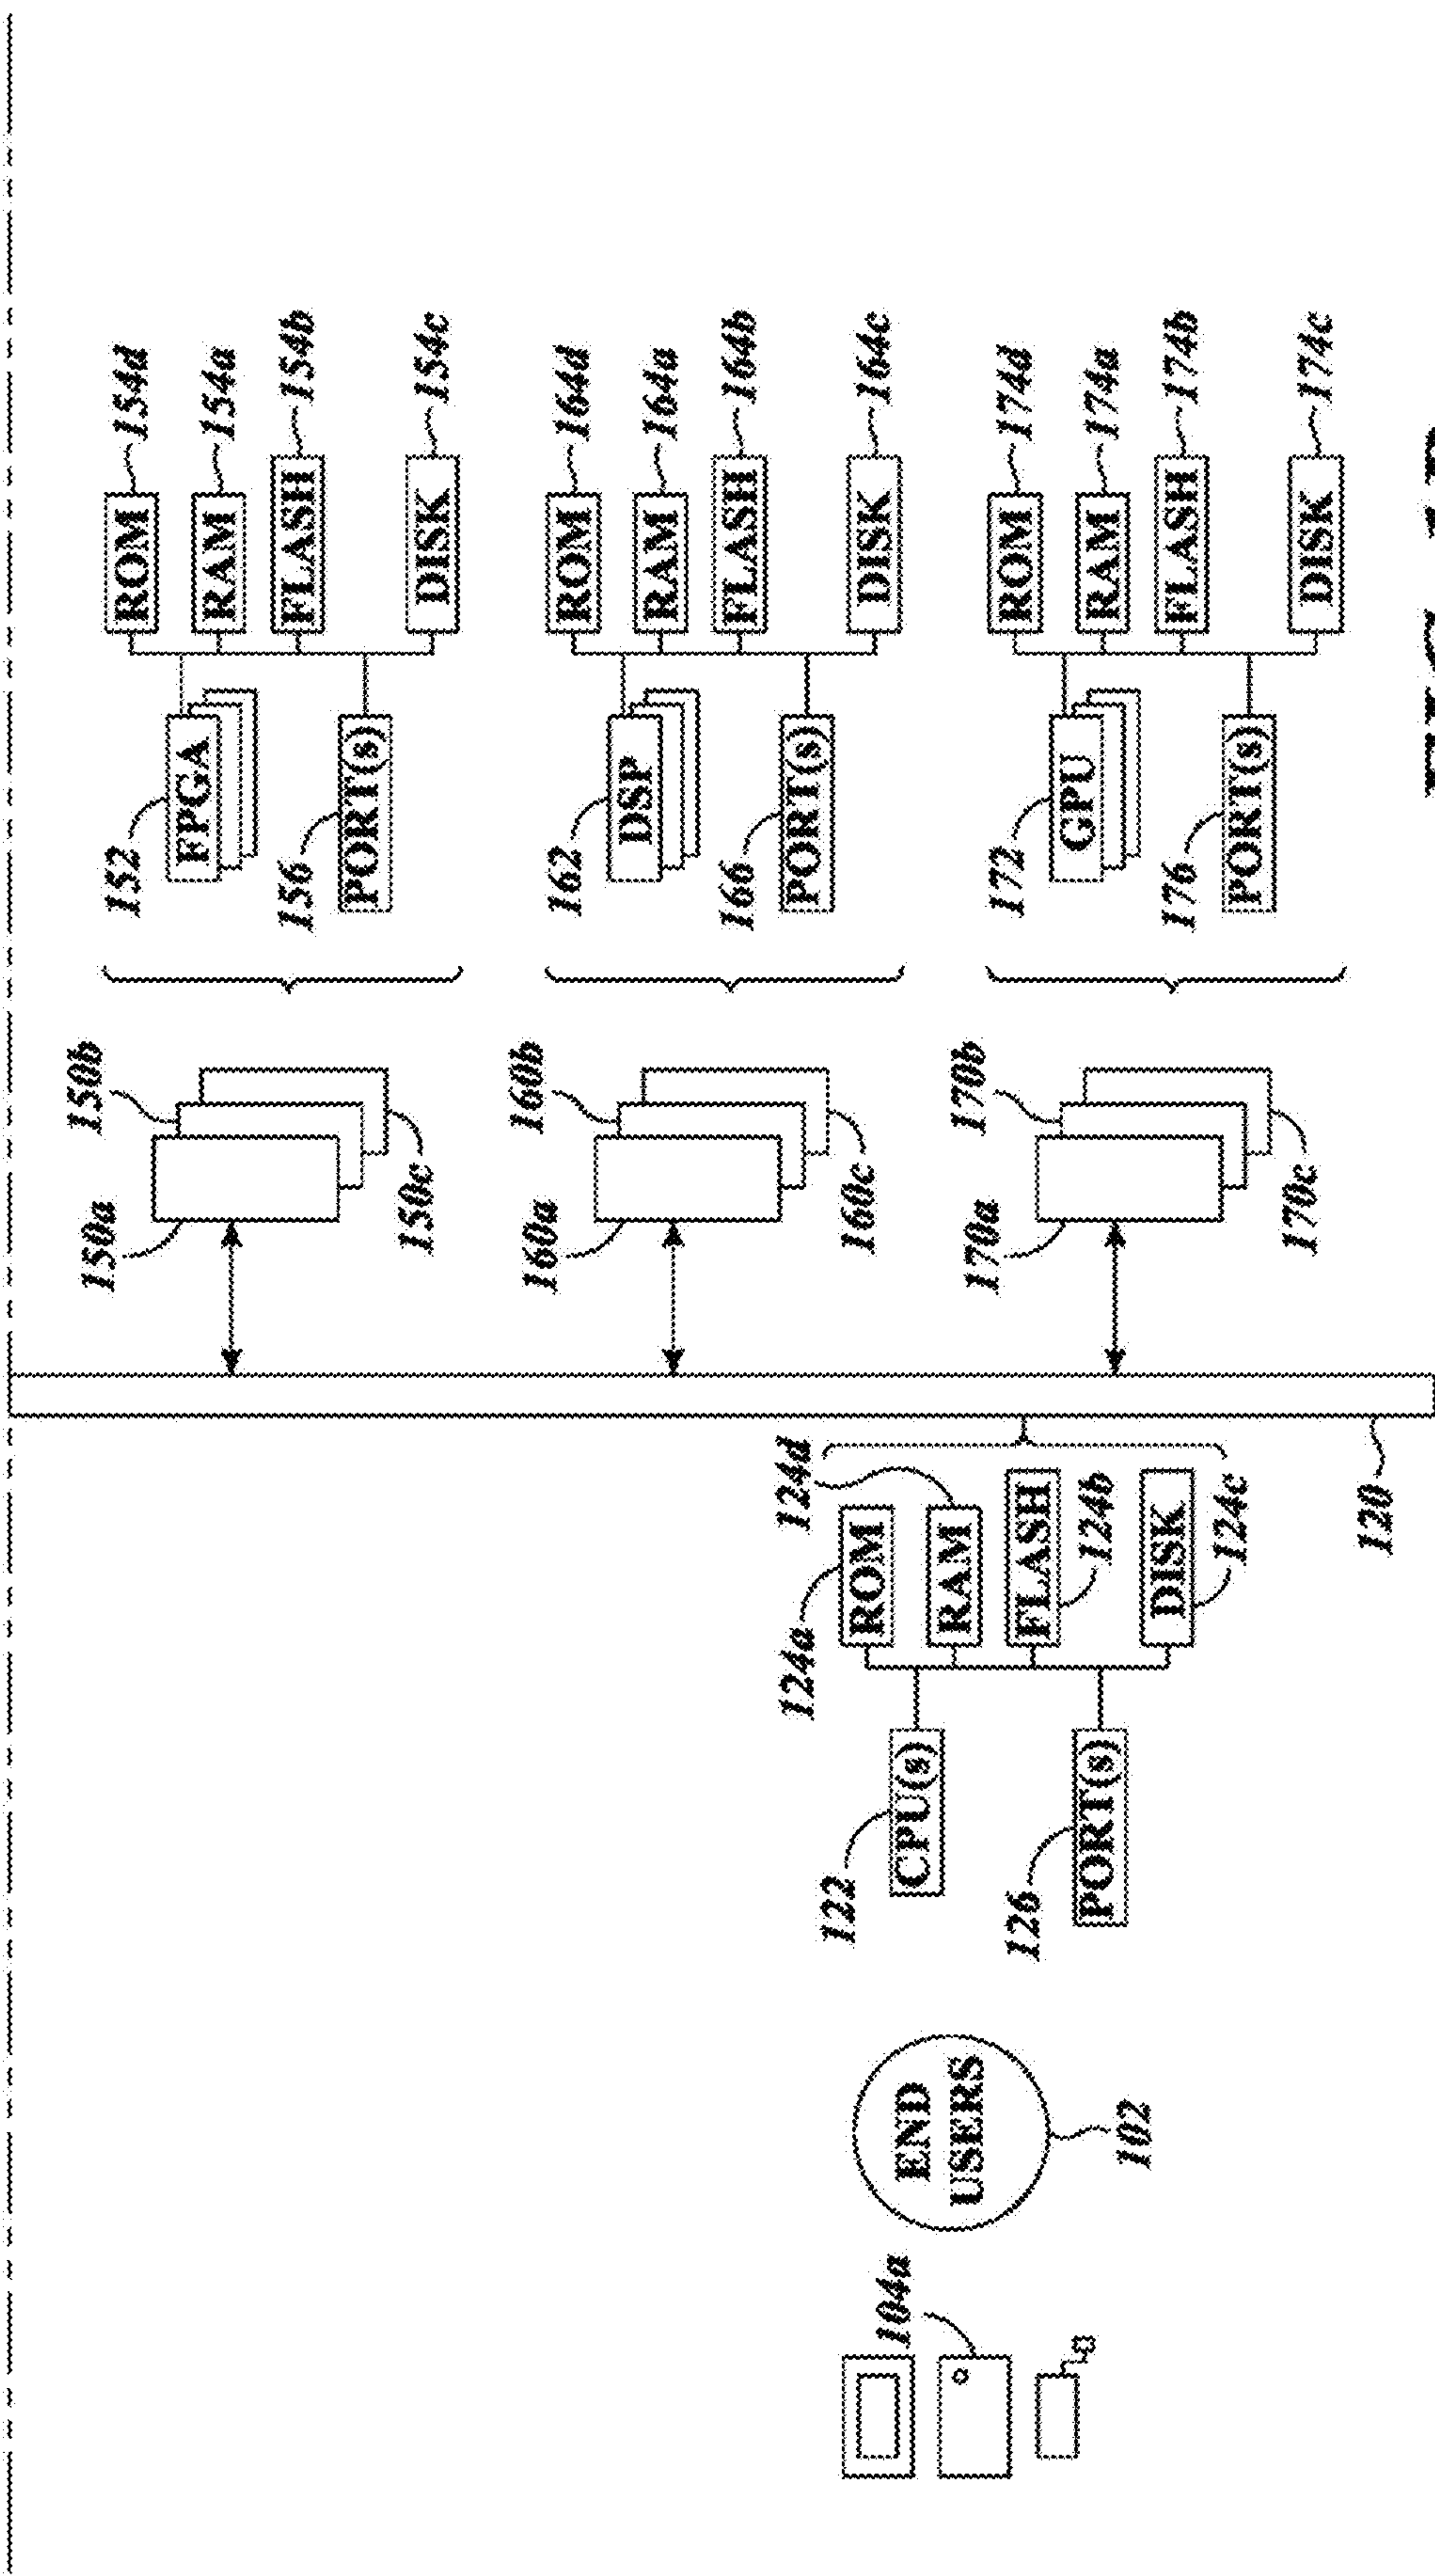 104a
END
USERS
102
122
CPU(s)
126
PORT(s)
124a
124d
ROM
RAM
FLASH
124b
DISK
124c
120
150a
150b
150c
152
FPGA
156
PORT(s)
ROM
154d
RAM
154a
FLASH
154b
DISK
154c
160a
160b
160c
162
DSP
166
PORT(s)
ROM
164d
RAM
164a
FLASH
164b
DISK
164c
170a
170b
170c
172
GPU
176
PORT(s)
ROM
174d
RAM
174a
FLASH
174b
DISK
174c